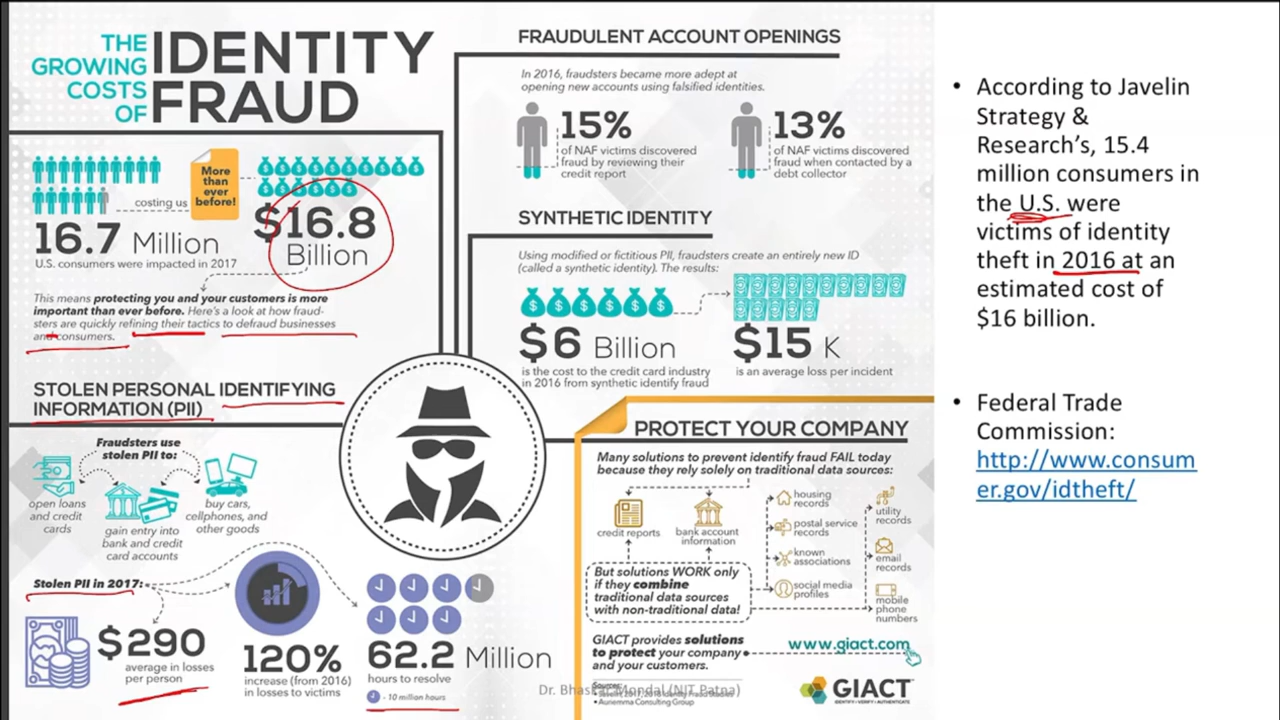 THE
GROWING
COSTS
OF
IDENTITY
FRAUD
More
than
ever
before!
costing us
16.7 Million
U.S. consumers were impacted in 2017
$16.8
Billion
This means protecting you and your customers is more
important than ever before. Here's a look at how fraud-
sters are quickly refining their tactics to defraud businesses
and consumers.
STOLEN PERSONAL IDENTIFYING
INFORMATION (PII)
Fraudsters use
stolen PII to:
open loans
and credit
cards
gain entry into
bank and credit
card accounts
buy cars,
cellphones, and
other goods
Stolen PII in 2017:
$290
average in losses
per person
120%
increase (from 2016)
in losses to victims
62.2 Million
hours to resolve
- 10 million hours
FRAUDULENT ACCOUNT OPENINGS
In 2016, fraudsters became more adept at
opening new accounts using falsified identities.
15%
of NAF victims discovered
fraud by reviewing their
credit report
13%
of NAF victims discovered
fraud when contacted by a
debt collector
SYNTHETIC IDENTITY
Using modified or fictitious PII, fraudsters create an entirely new ID
(called a synthetic identity). The results:
$6 Billion
is the cost to the credit card industry
in 2016 from synthetic identify fraud
$15 K
is an average loss per incident
PROTECT YOUR COMPANY
Many solutions to prevent identify fraud FAIL today
because they rely solely on traditional data sources:
credit reports
bank account
information
housing
records
postal service
records
known
associations
social media
profiles
utility
records
email
records
mobile
phone
numbers
But solutions WORK only
if they combine
traditional data sources
with non-traditional data!
GIACT provides solutions
to protect your company
and your customers.
www.giact.com
Sources:
Aunemma Consulting Group
GIACT
IDENTIFY • VERIFY • AUTHENTICATE
Dr. Bhaskar Mondal (NIT Patna)
• According to Javelin
Strategy &
Research's, 15.4
million consumers in
the U.S. were
victims of identity
theft in 2016 at an
estimated cost of
$16 billion.
• Federal Trade
Commission:
http://www.consum
er.gov/idtheft/